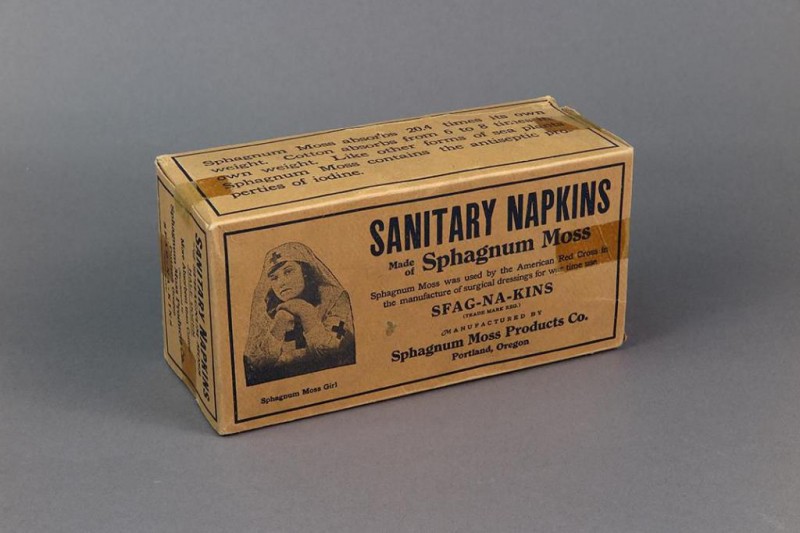 Sphagnum Moss absorbs 20.4 times its own
weight. Cotton absorbs from 6 to 8 times its
own weight. Like other forms of sea
Sphagnum Moss contains the antiseptic
perties of iodine.
SANITARY NAPKINS
Made
of Sphagnum Moss
Sphagnum Moss was used by the American Red Cross in
the manufacture of surgical dressings for war time use.
SFAG-NA-KINS
(TRADE MARK REG.)
MANUFACTURED BY
Sphagnum Moss Products Co.
Portland, Oregon
Sphagnum Moss Girl
SANITARY NAPKINS